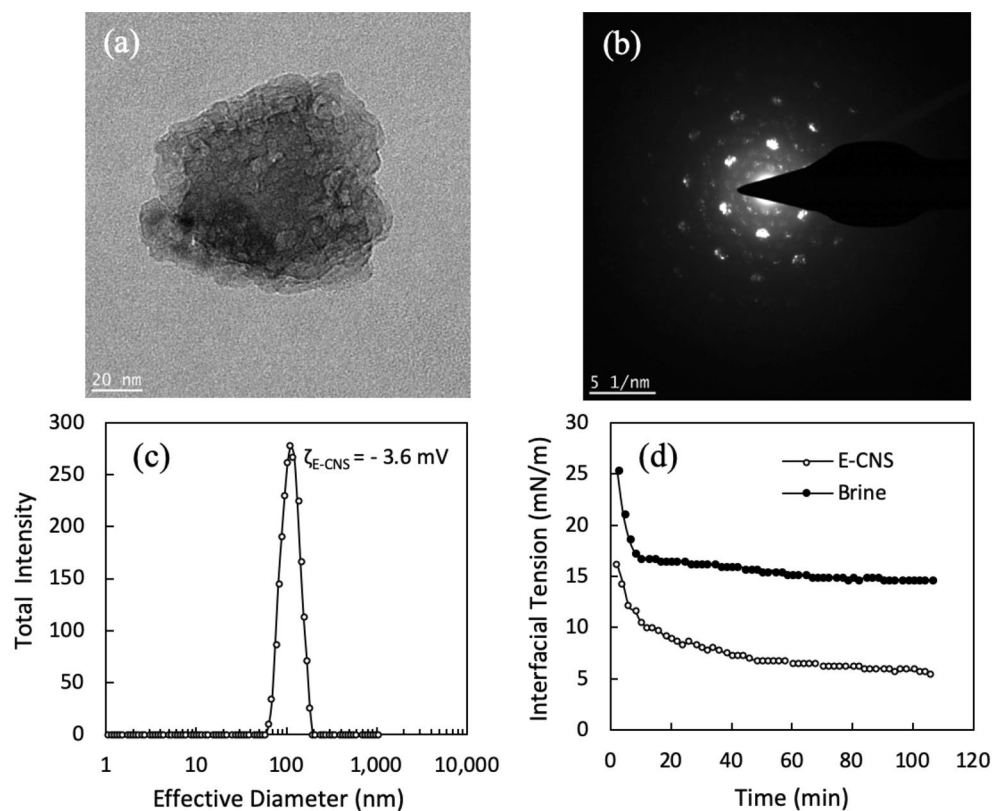 (a)
20 nm
(b)
5 1/nm
300
250
200
150
100
50
0
Total Intensity
(c)
ζE-CNS = - 3.6 mV
1
10
100
1,000
10,000
Effective Diameter (nm)
30
25
20
15
10
5
0
Interfacial Tension (mN/m)
(d)
E-CNS
Brine
0
20
40
60
80
100
120
Time (min)